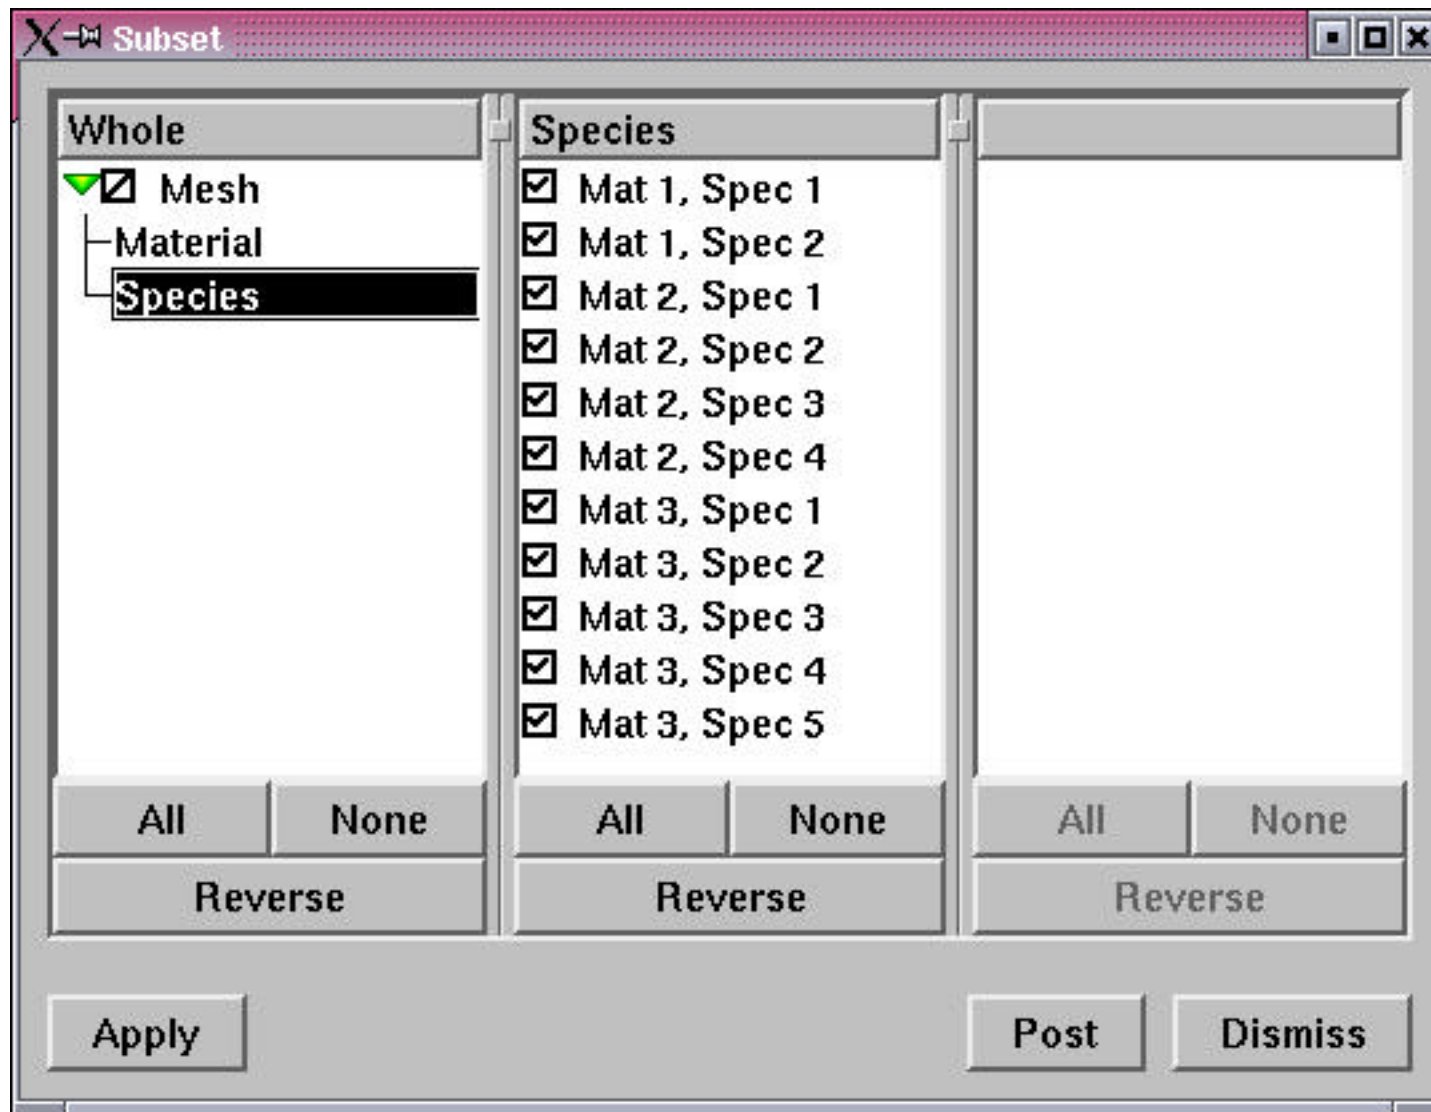 Subset
Whole
Mesh
Material
Species
All None
Reverse
Species
Mat 1, Spec 1
Mat 1, Spec 2
Mat 2, Spec 1
Mat 2, Spec 2
Mat 2, Spec 3
Mat 2, Spec 4
Mat 3, Spec 1
Mat 3, Spec 2
Mat 3, Spec 3
Mat 3, Spec 4
Mat 3, Spec 5
All None
Reverse
All None
Reverse
Apply Post Dismiss